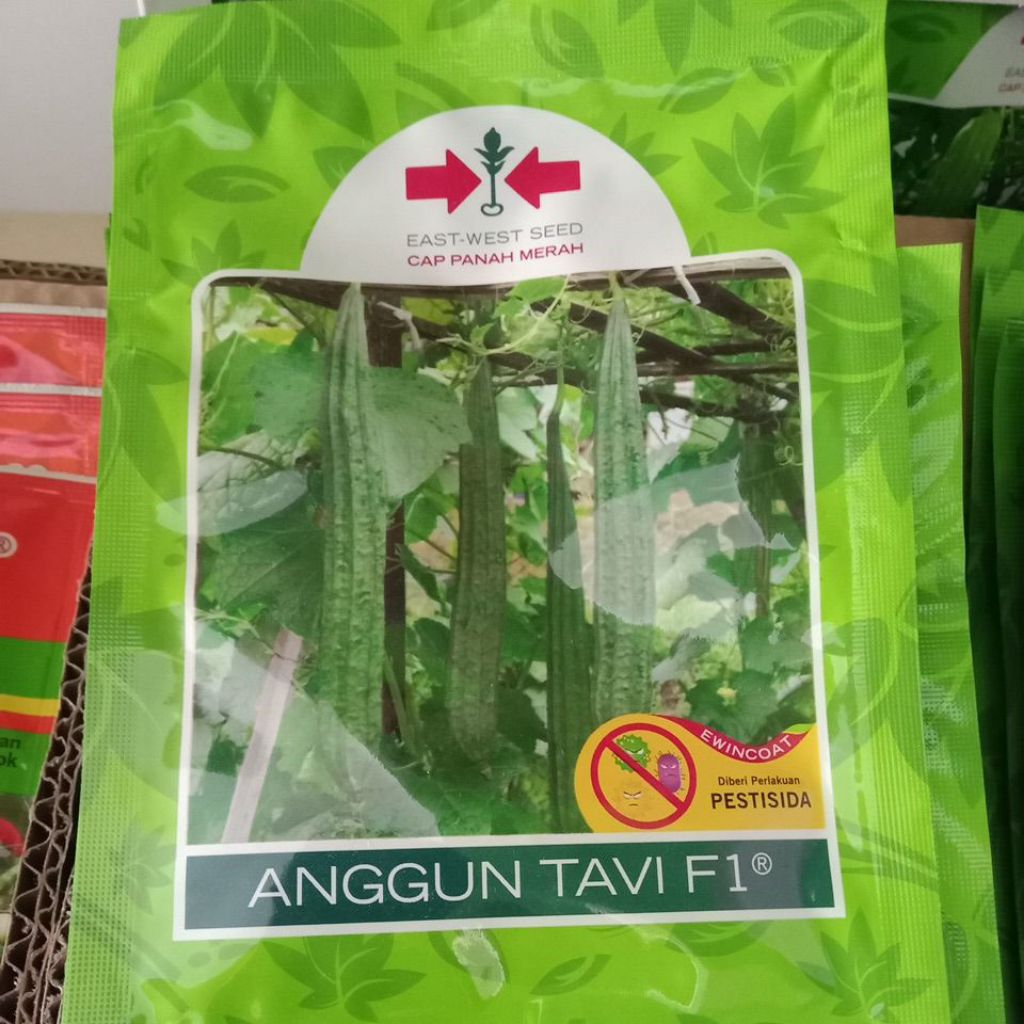 EAST-WEST SEED
CAP PANAH MERAH
EWINCOAT
Diberi Perlakuan
PESTISIDA
ANGGUN TAVI F1®